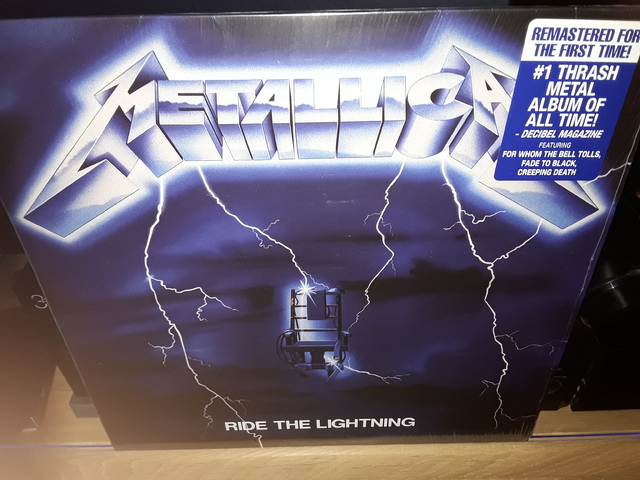 METALLICA
REMASTERED FOR
THE FIRST TIME!
#1 THRASH
METAL
ALBUM OF
ALL TIME!
- DECIBEL MAGAZINE
FEATURING
FOR WHOM THE BELL TOLLS,
FADE TO BLACK,
CREEPING DEATH
RIDE THE LIGHTNING